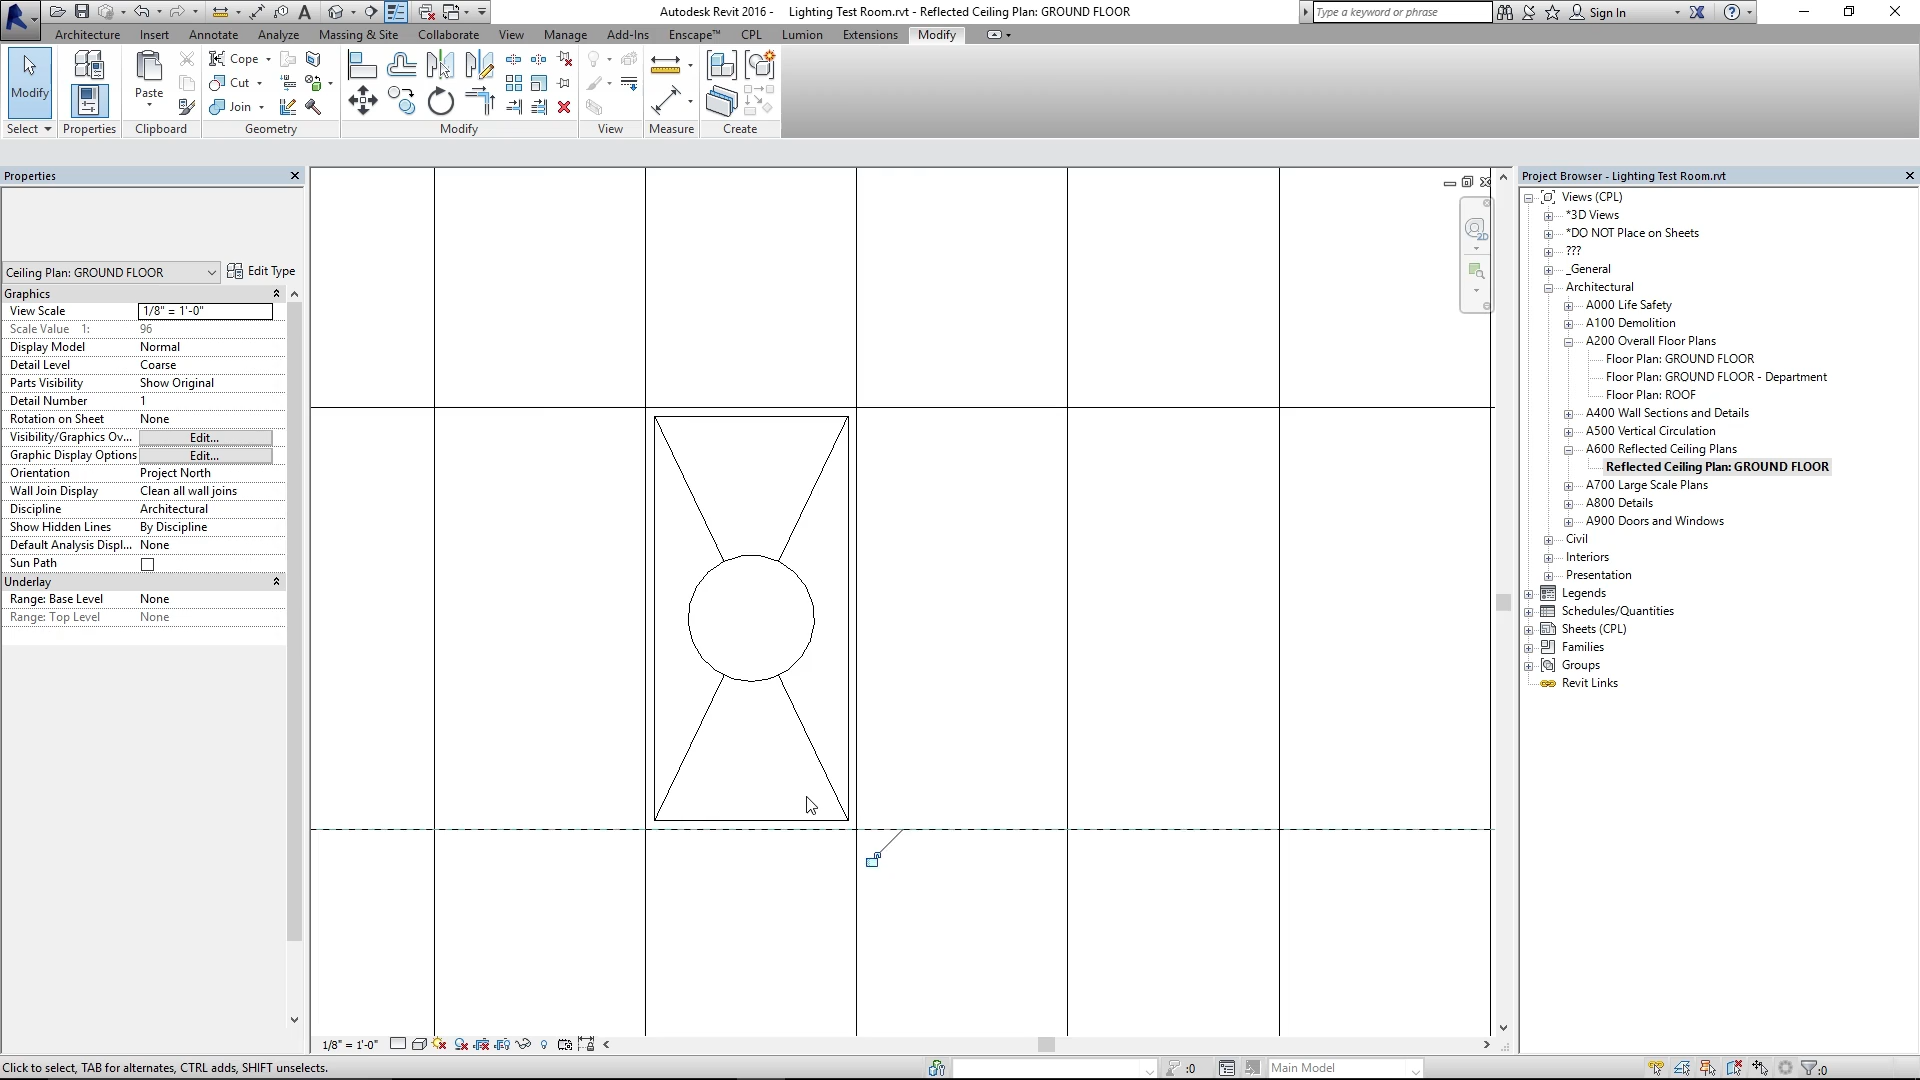 Autodesk Revit 2016 - Lighting Test Room.rvt - Reflected Ceiling Plan: GROUND FLOOR
Type a keyword or phrase
Sign In
Architecture Insert Annotate Analyze Massing & Site Collaborate View Manage Add-Ins Enscape™ CPL Lumion Extensions Modify
Modify
Paste
Cope
Cut
Join
Select Properties Clipboard Geometry Modify View Measure Create
Properties
Ceiling Plan: GROUND FLOOR
Edit Type
Graphics
View Scale 1/8" = 1'-0"
Scale Value 1: 96
Display Model Normal
Detail Level Coarse
Parts Visibility Show Original
Detail Number 1
Rotation on Sheet None
Visibility/Graphics Ov... Edit...
Graphic Display Options Edit...
Orientation Project North
Wall Join Display Clean all wall joins
Discipline Architectural
Show Hidden Lines By Discipline
Default Analysis Displ... None
Sun Path
Underlay
Range: Base Level None
Range: Top Level None
2D
Project Browser - Lighting Test Room.rvt
Views (CPL)
*3D Views
*DO NOT Place on Sheets
???
_General
Architectural
A000 Life Safety
A100 Demolition
A200 Overall Floor Plans
Floor Plan: GROUND FLOOR
Floor Plan: GROUND FLOOR - Department
Floor Plan: ROOF
A400 Wall Sections and Details
A500 Vertical Circulation
A600 Reflected Ceiling Plans
Reflected Ceiling Plan: GROUND FLOOR
A700 Large Scale Plans
A800 Details
A900 Doors and Windows
Civil
Interiors
Presentation
Legends
Schedules/Quantities
Sheets (CPL)
Families
Groups
Revit Links
1/8" = 1'-0"
Click to select, TAB for alternates, CTRL adds, SHIFT unselects.
:0
Main Model
:0